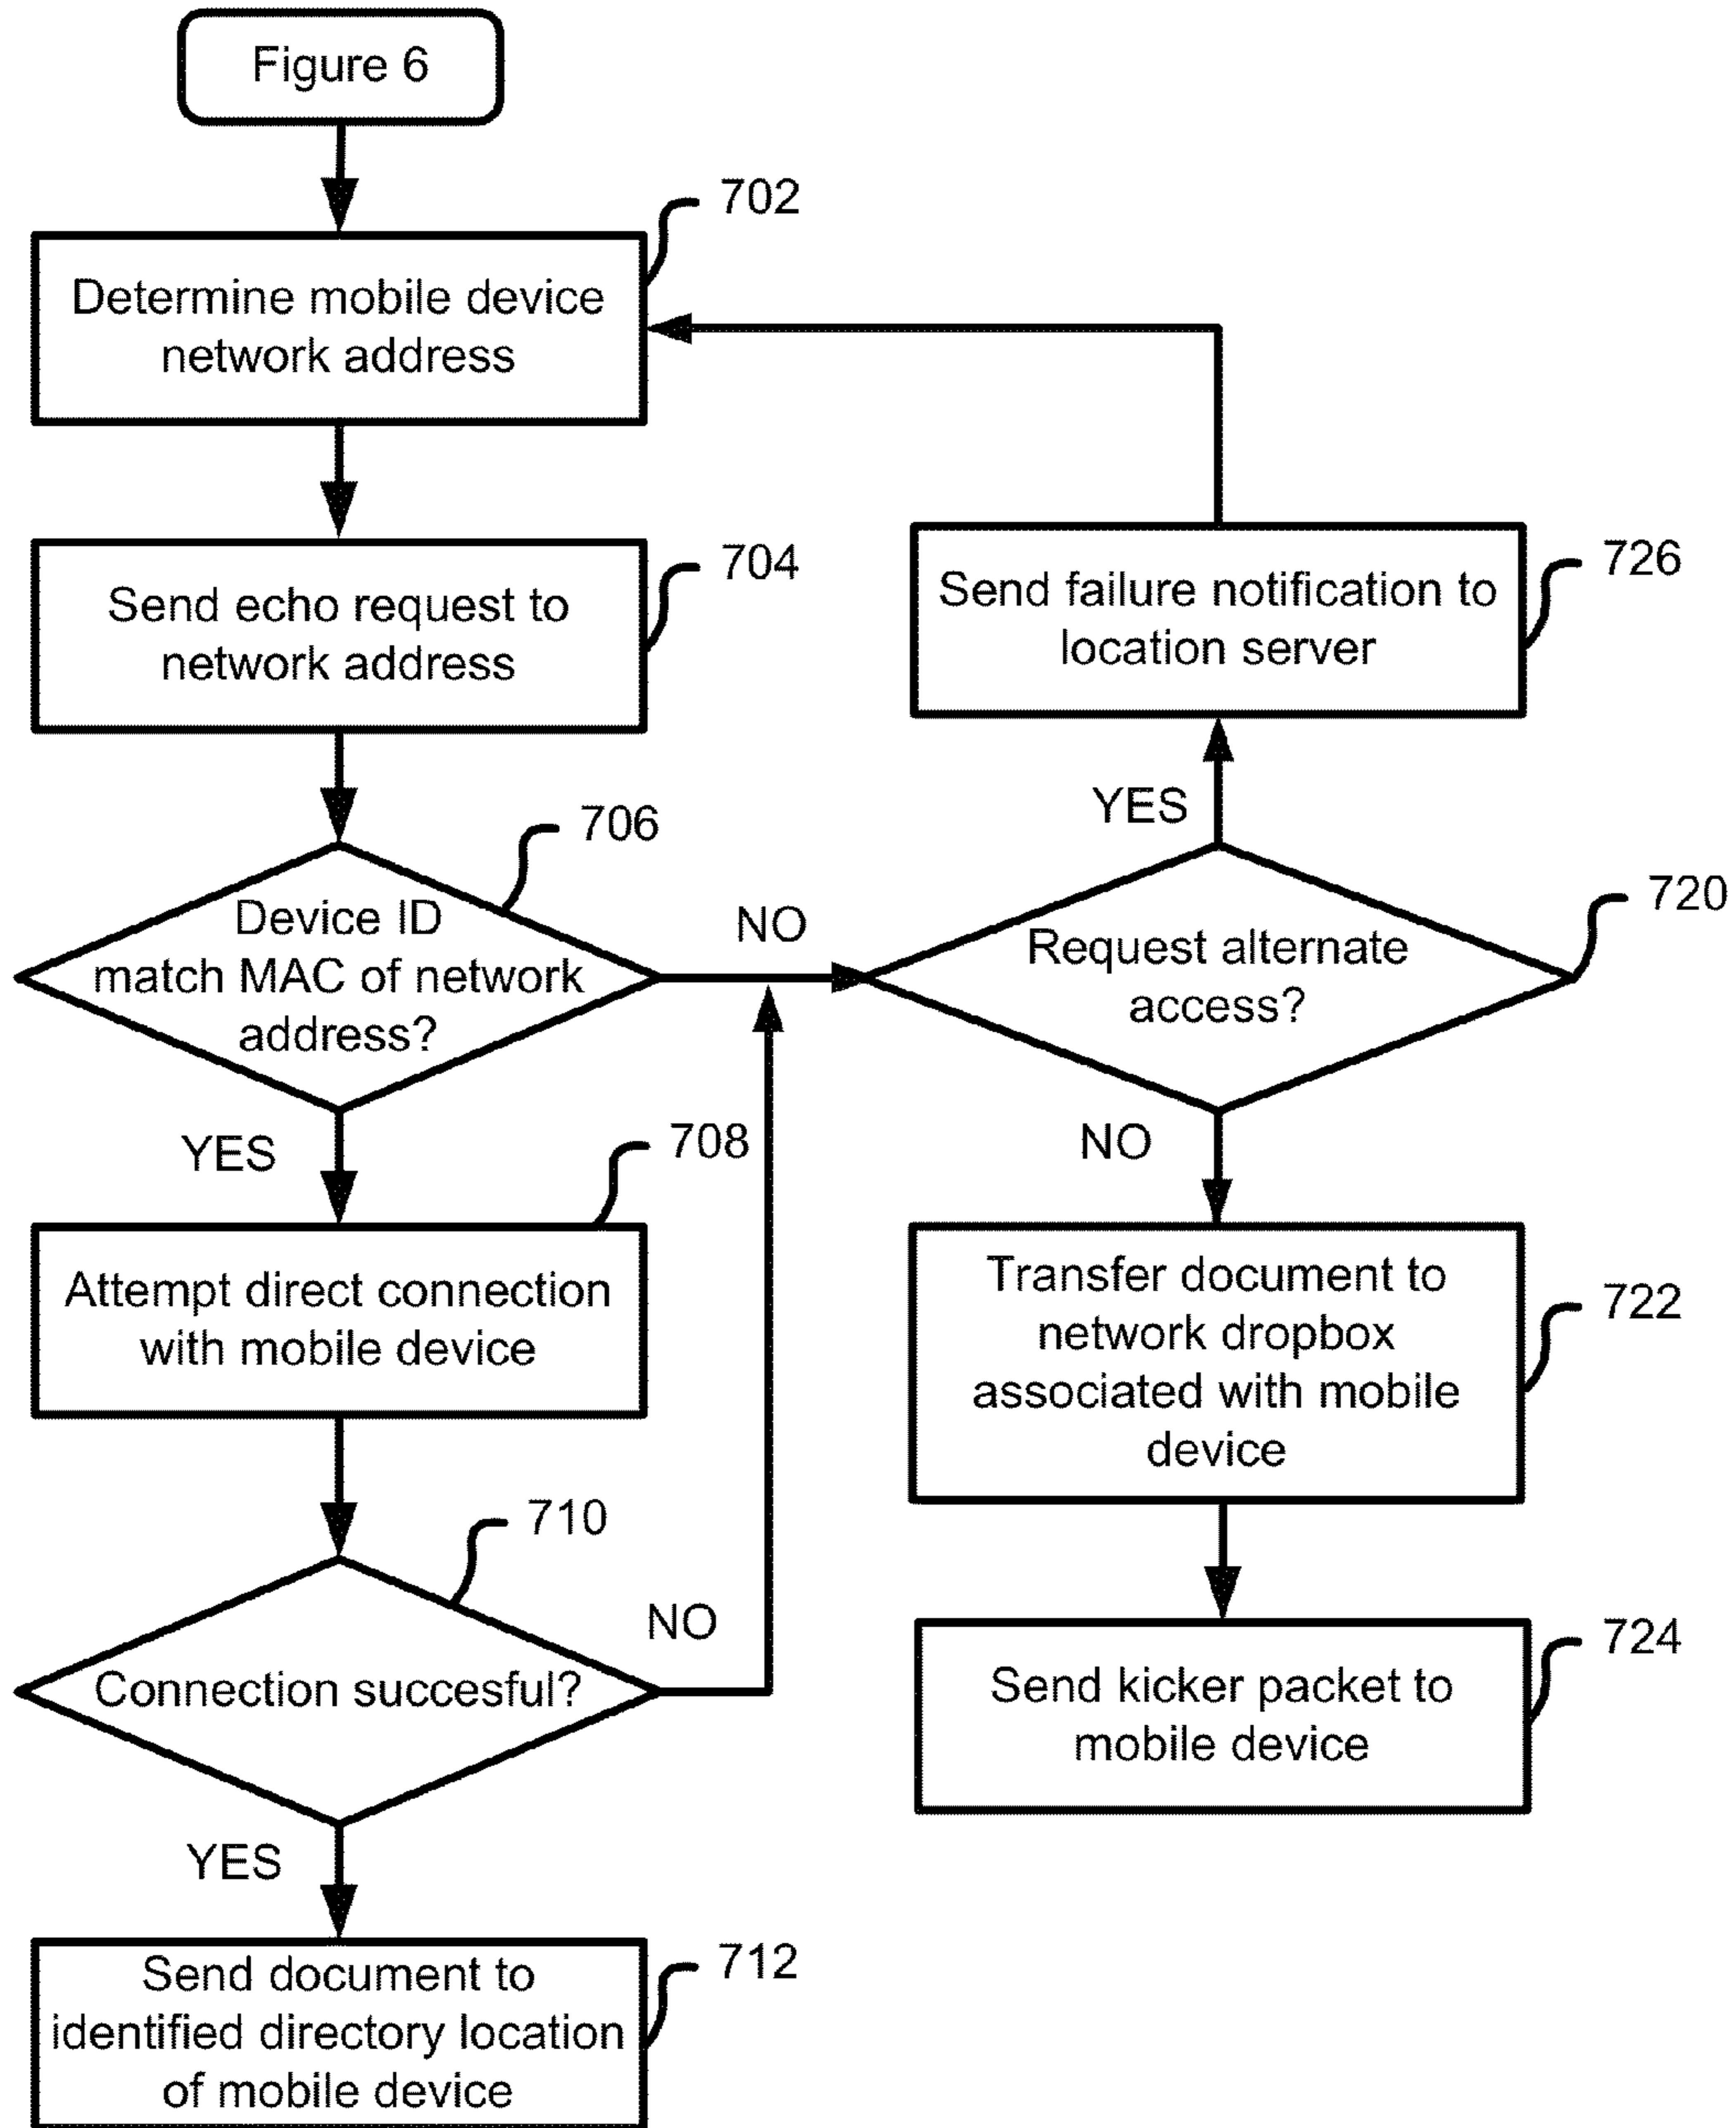 Figure 6
702
Determine mobile device
network address
704
Send echo request to
network address
726
Send failure notification to
location server
YES
706
Device ID
match MAC of network
address?
NO
720
Request alternate
access?
YES
NO
708
Attempt direct connection
with mobile device
722
Transfer document to
network dropbox
associated with mobile
device
710
Connection succesful?
NO
724
Send kicker packet to
mobile device
YES
712
Send document to
identified directory location
of mobile device